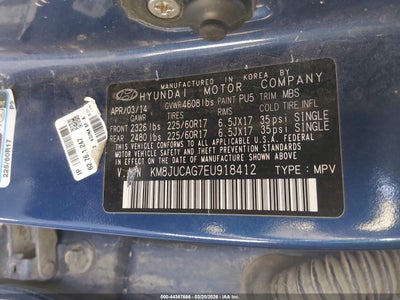 MANUFACTURED IN KOREA BY
HYUNDAI MOTOR COMPANY
APR/03/14 GVWR 4608 lbs PAINT PU5 TRIM MBS
GAWR TIRES RIMS COLD TIRE INFL
FRONT 2326 lbs 225/60R17 6.5JX17 35psi SINGLE
REAR 2480 lbs 225/60R17 6.5JX17 35psi SINGLE
THIS VEHICLE CONFORMS TO ALL APPLICABLE U.S. FEDERAL
MOTOR VEHICLE SAFETY, BUMPER, AND THEFT PREVENTION
STANDARDS IN EFFECT ON THE DATE OF MANUFACTURE
SHOWN ABOVE.
V.I.N KM8JUCAG7EU918412 TYPE : MPV
225/60R17
44367666 - 03/20/2026 - IAA Inc.